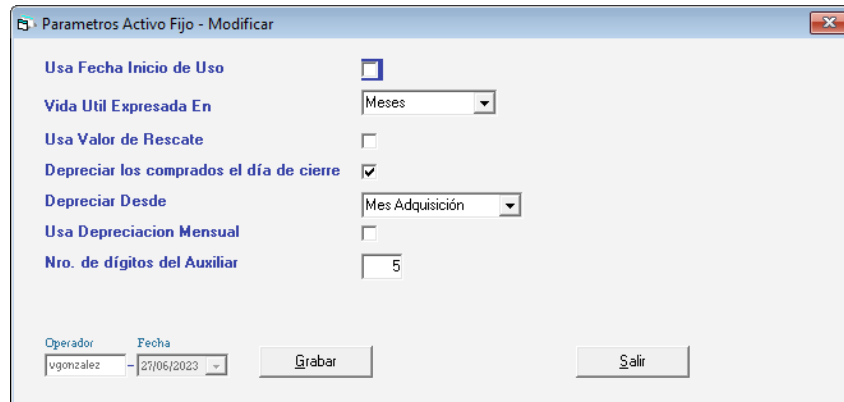 Parametros Activo Fijo - Modificar
Usa Fecha Inicio de Uso
Vida Util Expresada En Meses
Usa Valor de Rescate
Depreciar los comprados el día de cierre
Depreciar Desde Mes Adquisición
Usa Depreciacion Mensual
Nro. de dígitos del Auxiliar 5
Operador Fecha
vgonzalez - 27/06/2023 Grabar Salir